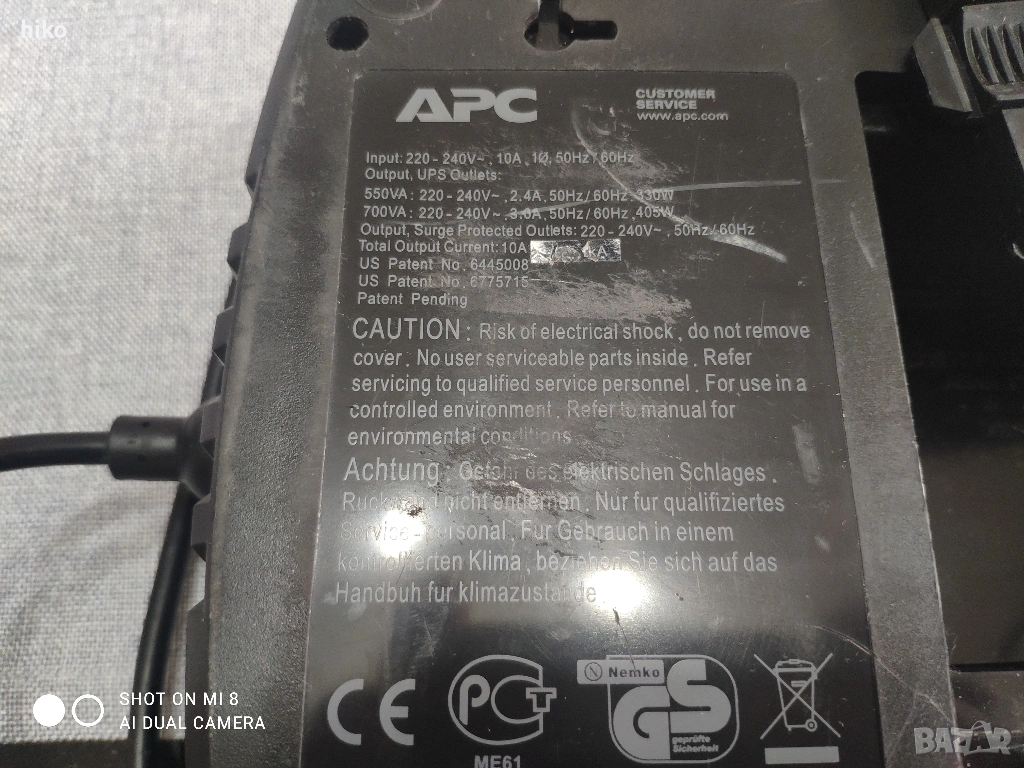 hiko
APC
CUSTOMER
SERVICE
www.apc.com
Input: 220 - 240V~ , 10A , 1Ø, 50Hz / 60Hz
Output, UPS Outlets:
550VA : 220 - 240V~ , 2.4A, 50Hz / 60Hz. 330W
700VA : 220 - 240V~ , 3.0A, 50Hz / 60Hz , 405W
Output, Surge Protected Outlets: 220 - 240V~ , 50Hz / 60Hz
Total Output Current: 10A
US Patent No. 6445008
US Patent No. 6775715
Patent Pending
CAUTION : Risk of electrical shock , do not remove
cover . No user serviceable parts inside . Refer
servicing to qualified service personnel . For use in a
controlled environment . Refer to manual for
environmental conditions
Achtung : Gefahr des elektrischen Schlages .
nicht entfernen . Nur fur qualifiziertes
Service - Personal . Fur Gebrauch in einem
kontrollierten Klima , beziehen Sie sich auf das
Handbuh fur klimazustande .
CE
PCT
ME61
N Nemko
GS
geprüfte
Sicherheit
SHOT ON MI 8
AI DUAL CAMERA
BAZAR